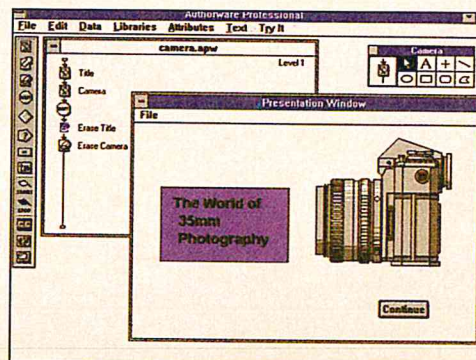 Authorware Professional
File Edit Data Libraries Attributes Text Try It
camera.apw
Level 1
Title
Camera
Erase Title
Erase Camera
Camera
A
Presentation Window
File
The World of
35mm
Photography
Continue